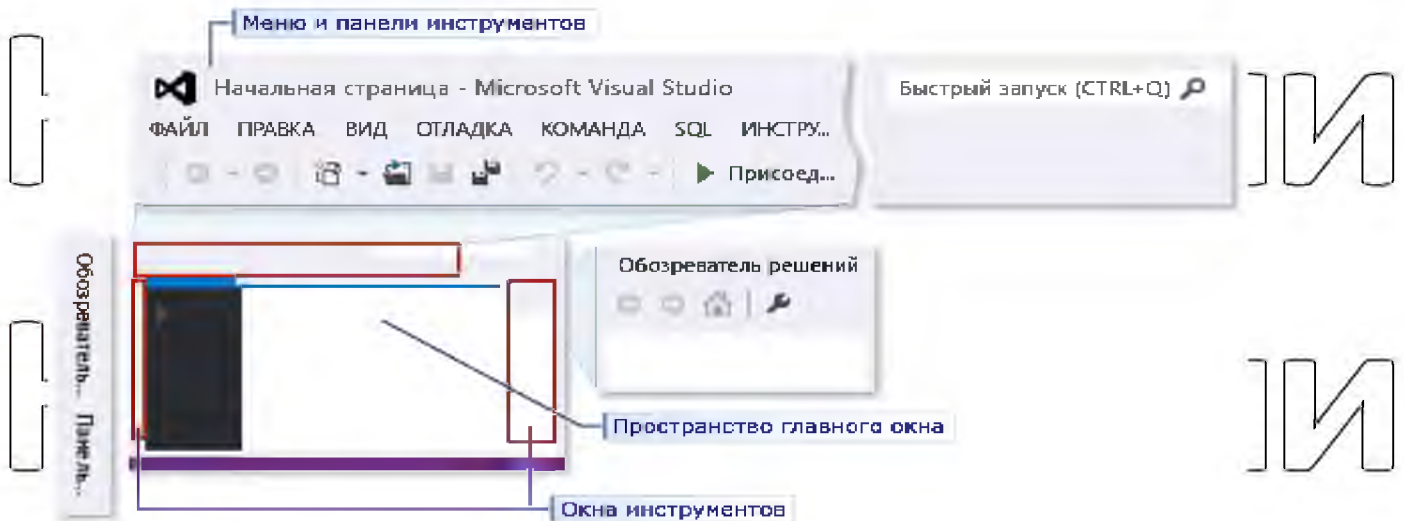 Меню и панели инструментов
Начальная страница - Microsoft Visual Studio
Быстрый запуск (CTRL+Q)
ФАЙЛ ПРАВКА ВИД ОТЛАДКА КОМАНДА SQL ИНСТРУ...
Присоед...
Обозреватель... Панель...
Обозреватель решений
Пространство главного окна
Окна инструментов